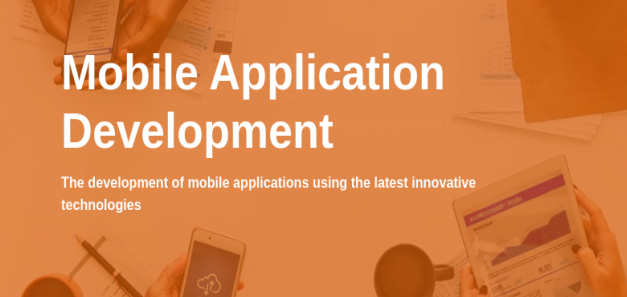 Mobile Application
Development
The development of mobile applications using the latest innovative
technologies